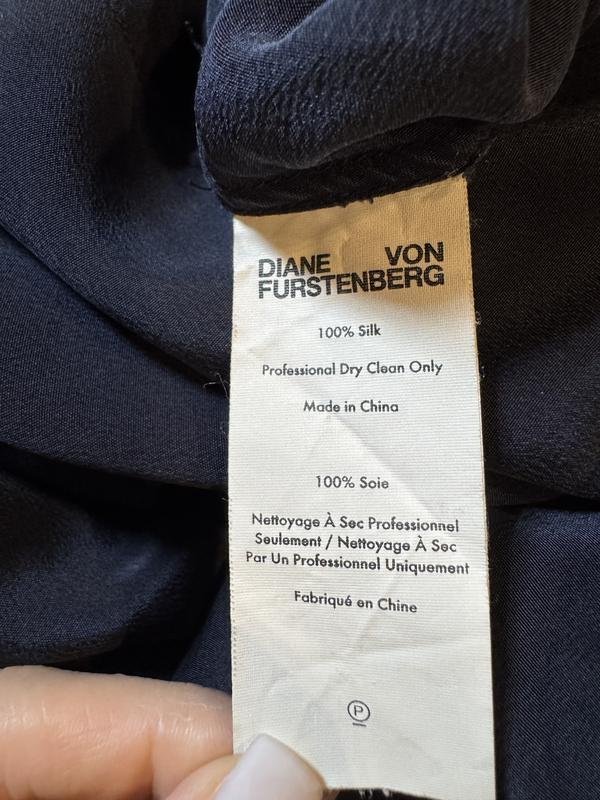 DIANE VON
FURSTENBERG
100% Silk
Professional Dry Clean Only
Made in China
100% Soie
Nettoyage À Sec Professionnel
Seulement / Nettoyage À Sec
Par Un Professionnel Uniquement
Fabriqué en Chine
P